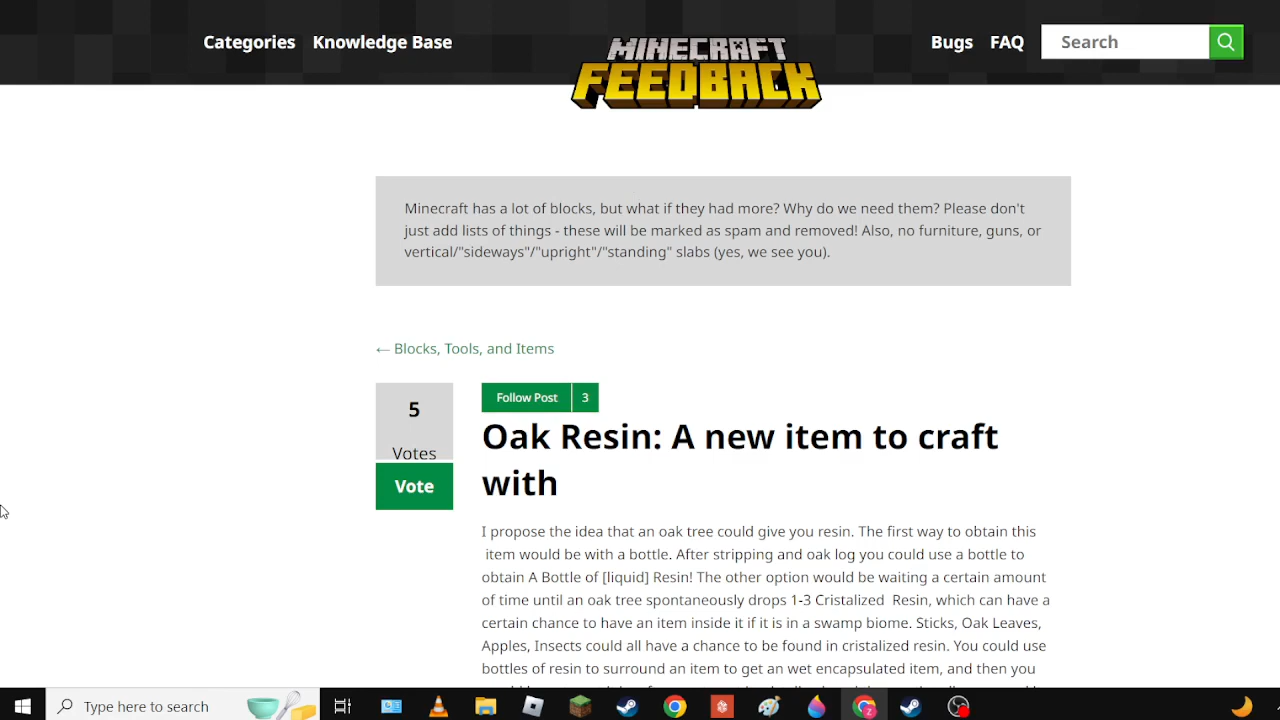 Categories Knowledge Base
MINECRAFT
FEEDBACK
Bugs FAQ Search
Minecraft has a lot of blocks, but what if they had more? Why do we need them? Please don't
just add lists of things - these will be marked as spam and removed! Also, no furniture, guns, or
vertical/"sideways"/"upright"/"standing" slabs (yes, we see you).
← Blocks, Tools, and Items
5
Votes
Vote
Follow Post 3
Oak Resin: A new item to craft
with
I propose the idea that an oak tree could give you resin. The first way to obtain this
item would be with a bottle. After stripping and oak log you could use a bottle to
obtain A Bottle of [liquid] Resin! The other option would be waiting a certain amount
of time until an oak tree spontaneously drops 1-3 Cristalized  Resin, which can have a
certain chance to have an item inside it if it is in a swamp biome. Sticks, Oak Leaves,
Apples, Insects could all have a chance to be found in cristalized resin. You could use
bottles of resin to surround an item to get an wet encapsulated item, and then you
Type here to search